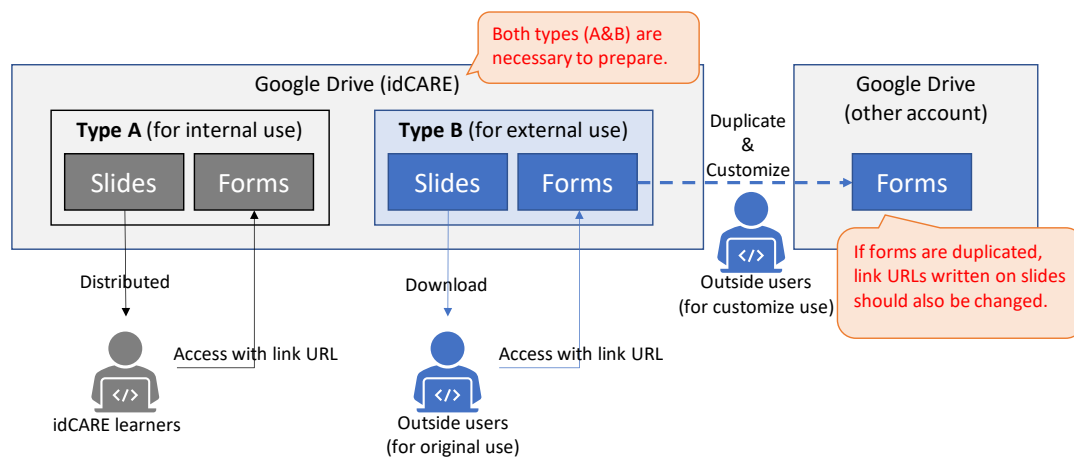 Both types (A&B) are
necessary to prepare.
Google Drive (idCARE)
Google Drive
(other account)
Type A (for internal use)
Type B (for external use)
Duplicate
&
Customize
Slides
Forms
Slides
Forms
Forms
If forms are duplicated,
link URLs written on slides
should also be changed.
Distributed
Download
Outside users
(for customize use)
Access with link URL
Access with link URL
</>
</>
</>
idCARE learners
Outside users
(for original use)